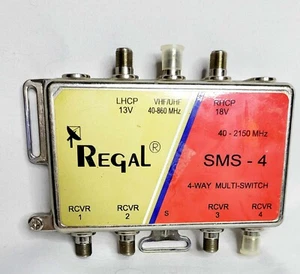 LHCP
13V
VHF/UHF
40-860 MHz
RHCP
18V
40 - 2150 MHz
REGAL®
SMS - 4
4-WAY MULTI-SWITCH
RCVR
1
RCVR
2
S
RCVR
3
RCVR
4